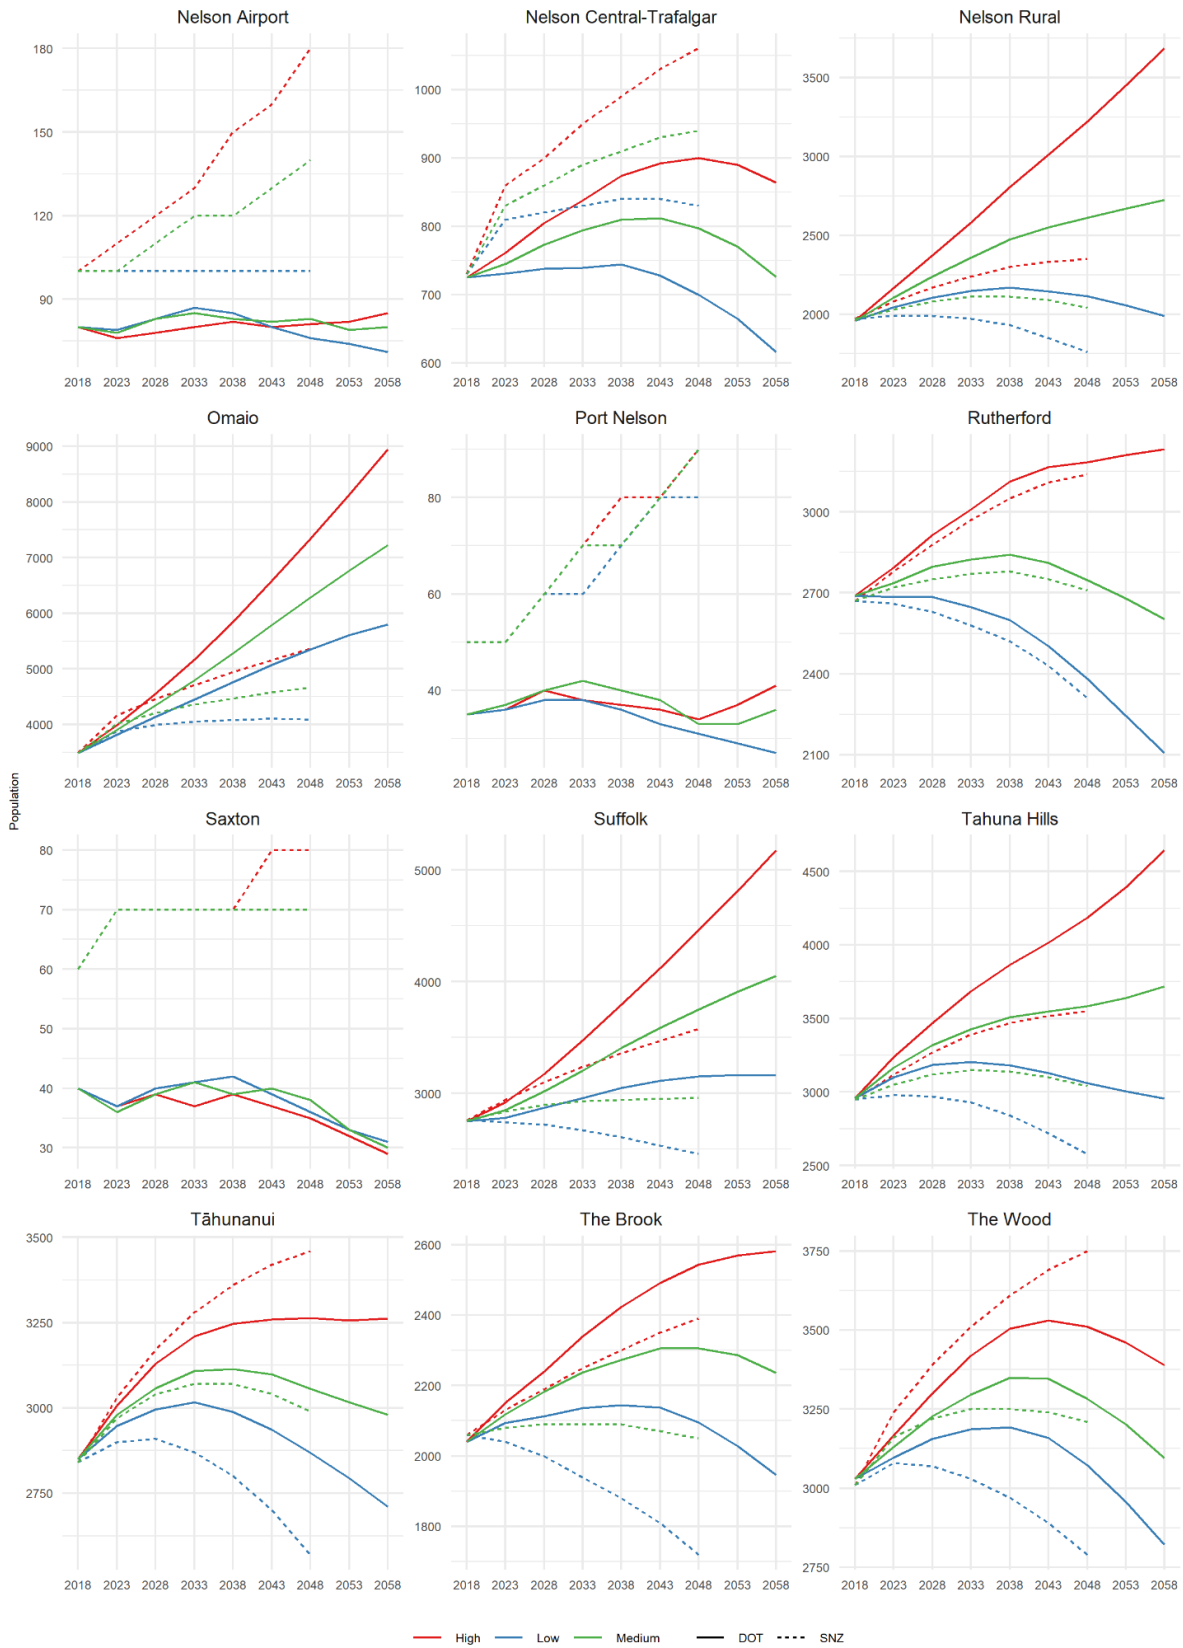 Nelson Airport
Nelson Central-Trafalgar
Nelson Rural
180
150
120
90
1000
900
800
700
600
3500
3000
2500
2000
2018 2023 2028 2033 2038 2043 2048 2053 2058
2018 2023 2028 2033 2038 2043 2048 2053 2058
2018 2023 2028 2033 2038 2043 2048 2053 2058
Omaio
Port Nelson
Rutherford
9000
8000
7000
6000
5000
4000
80
60
40
3000
2700
2400
2100
2018 2023 2028 2033 2038 2043 2048 2053 2058
2018 2023 2028 2033 2038 2043 2048 2053 2058
2018 2023 2028 2033 2038 2043 2048 2053 2058
Population
Saxton
Suffolk
Tahuna Hills
80
70
60
50
40
30
5000
4000
3000
4500
4000
3500
3000
2500
2018 2023 2028 2033 2038 2043 2048 2053 2058
2018 2023 2028 2033 2038 2043 2048 2053 2058
2018 2023 2028 2033 2038 2043 2048 2053 2058
Tāhunanui
The Brook
The Wood
3500
3250
3000
2750
2600
2400
2200
2000
1800
3750
3500
3250
3000
2750
2018 2023 2028 2033 2038 2043 2048 2053 2058
2018 2023 2028 2033 2038 2043 2048 2053 2058
2018 2023 2028 2033 2038 2043 2048 2053 2058
High Low Medium DOT SNZ